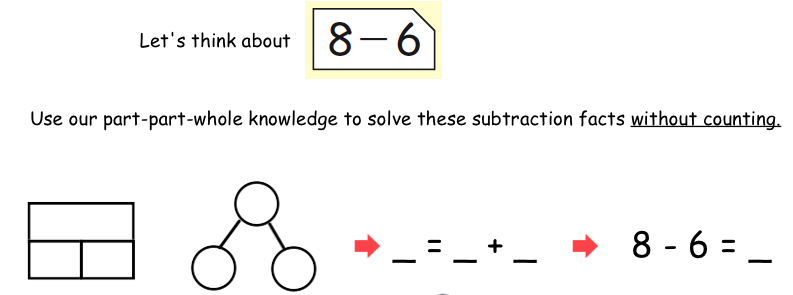 Let's think about 8 – 6
Use our part-part-whole knowledge to solve these subtraction facts without counting.
_ = _ + _ 8 - 6 = _